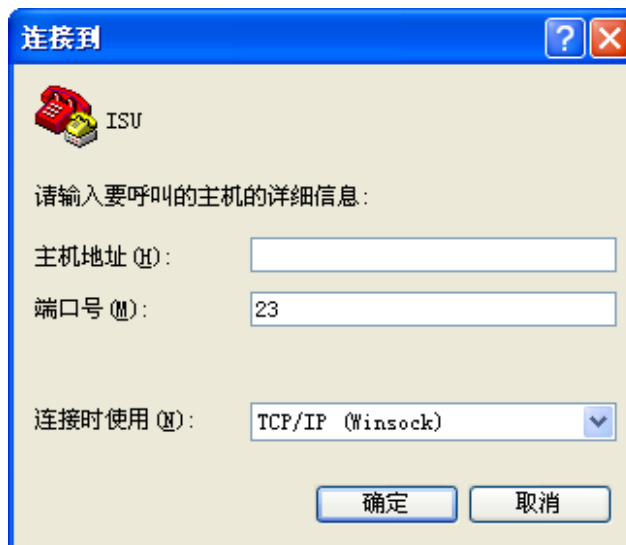 连接到
ISU
请输入要呼叫的主机的详细信息:
主机地址(H):
端口号(M): 23
连接时使用(N): TCP/IP (Winsock)
确定 取消